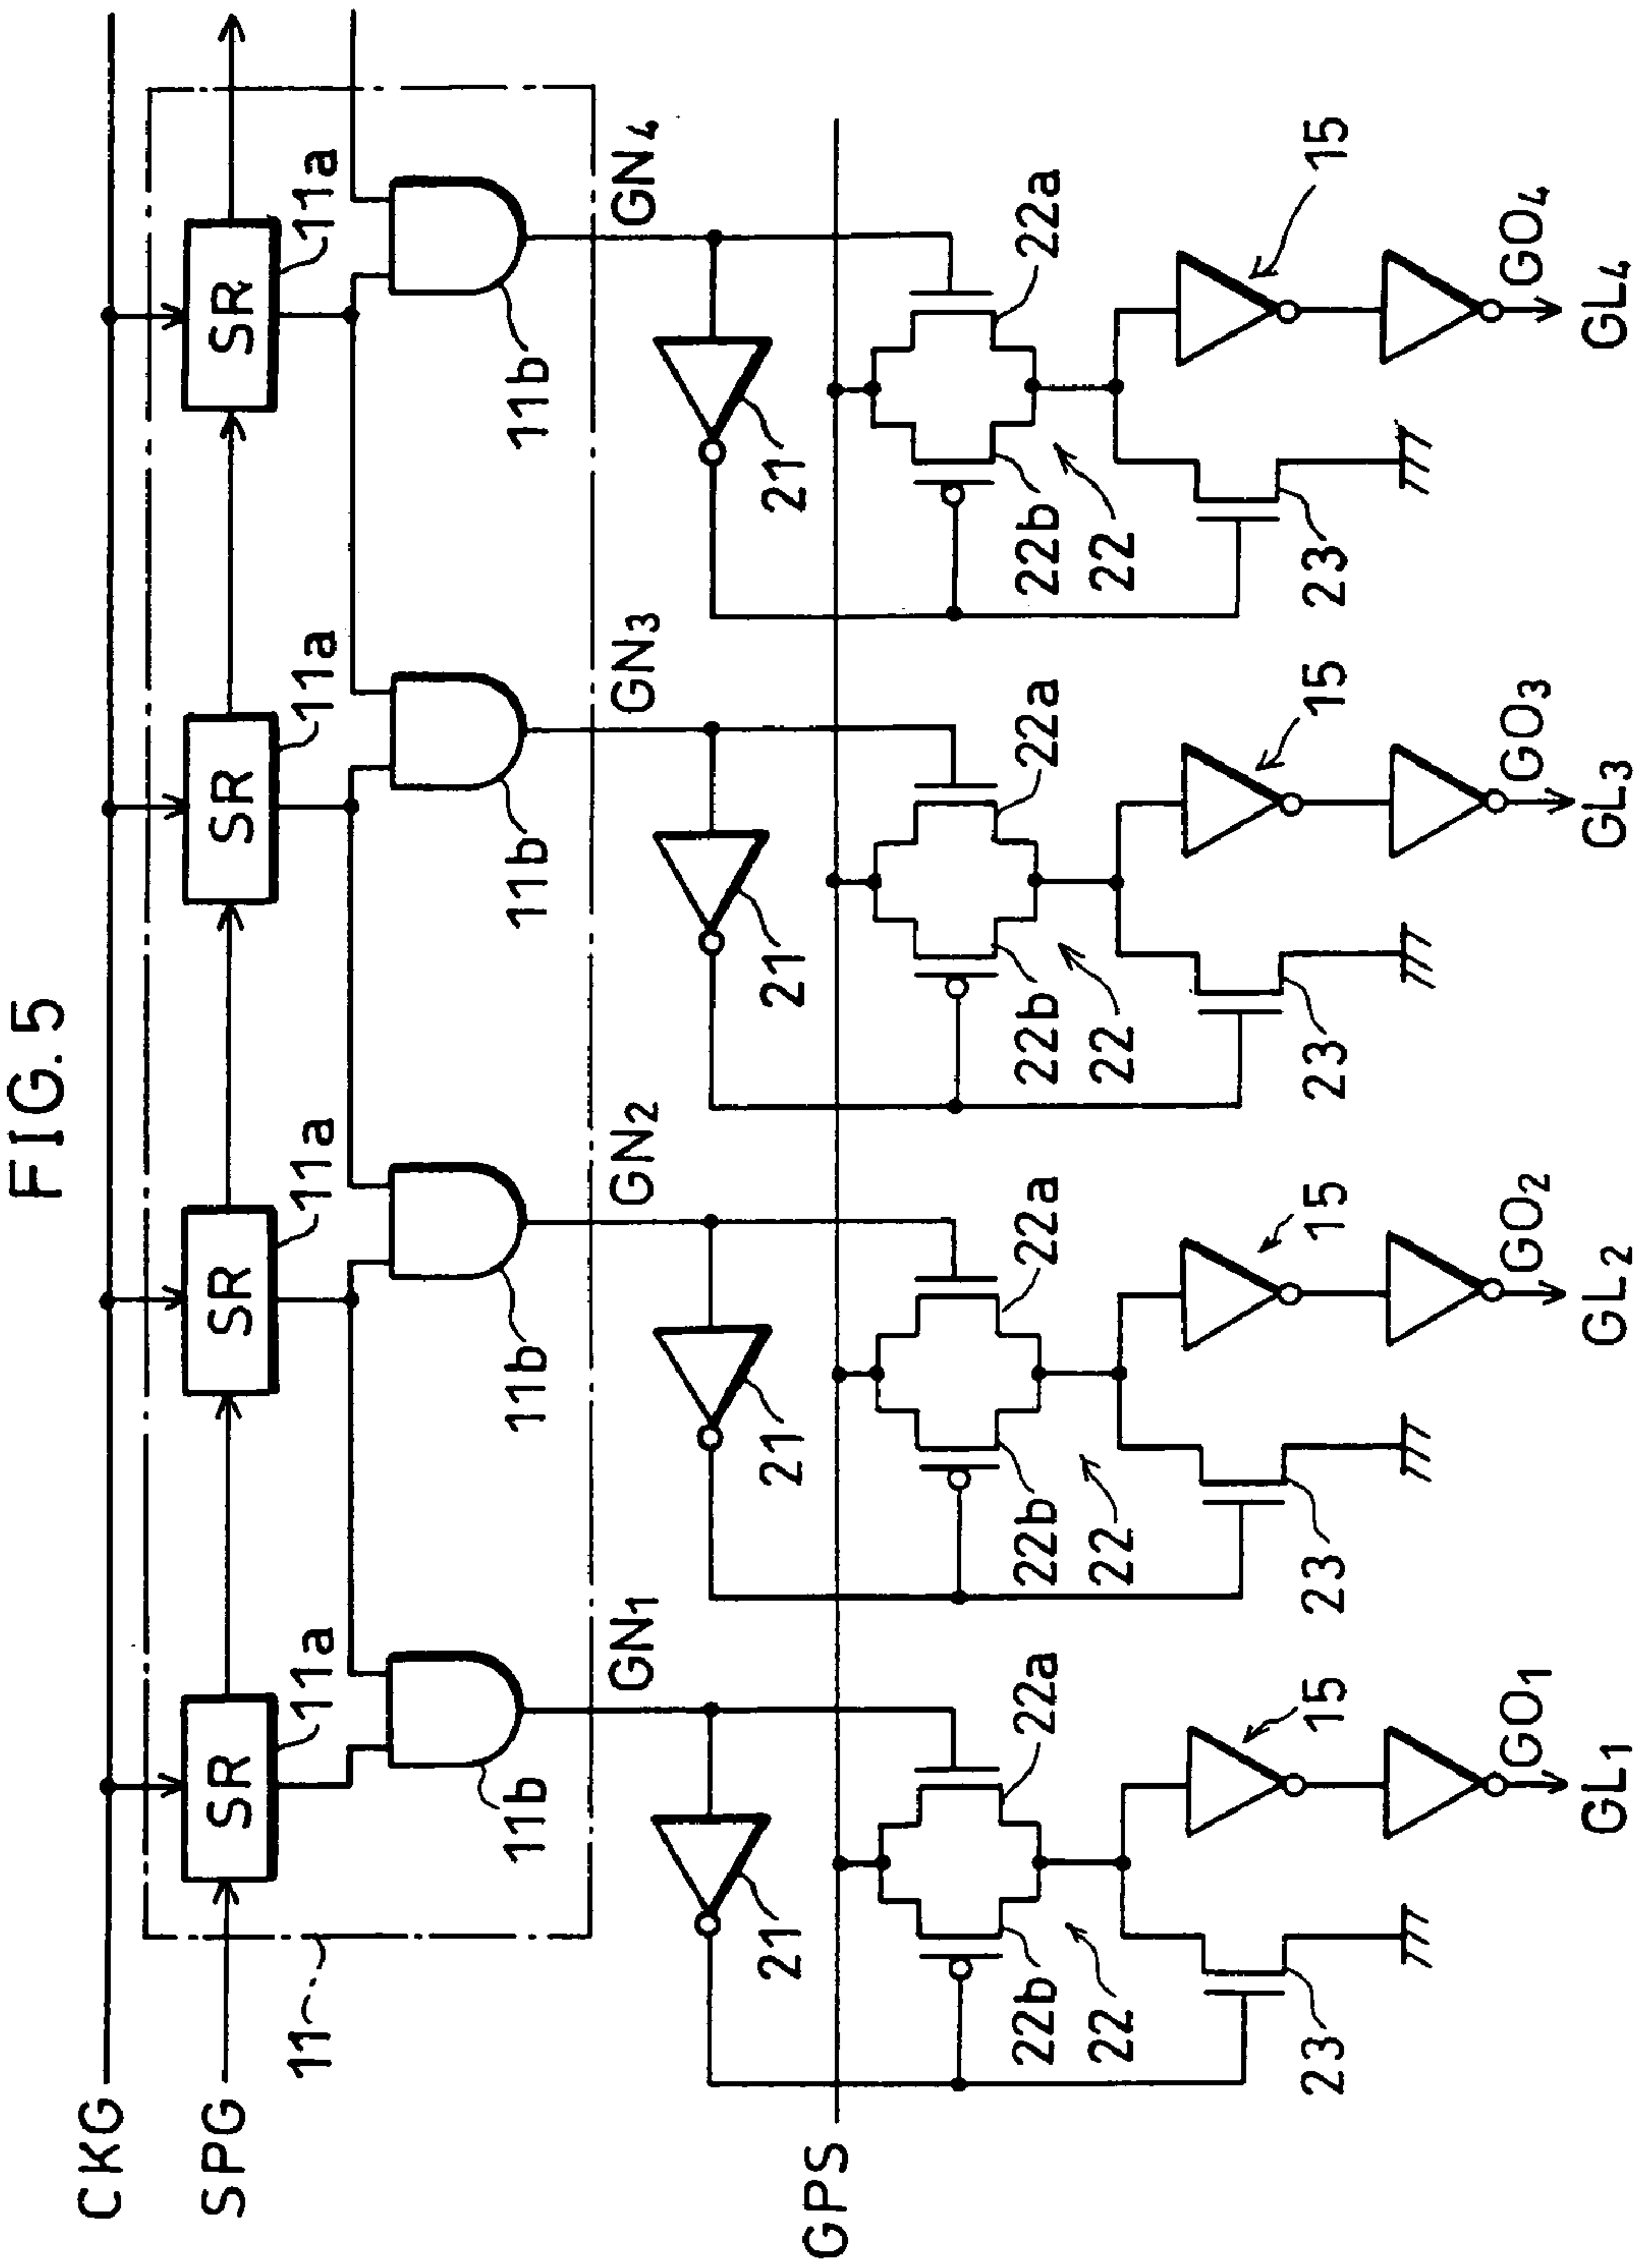 FIG. 5
CKG
SPG
SR SR SR SR
11a 11a 11a 11a
11
11b 11b 11b 11b
GN1 GN2 GN3 GN4
21 21 21 21
GPS
22b 22a 22b 22a 22b 22a 22b 22a
22 22 22 22
23 15 23 15 23 15 23 15
GO1 GO2 GO3 GO4
GL1 GL2 GL3 GL4